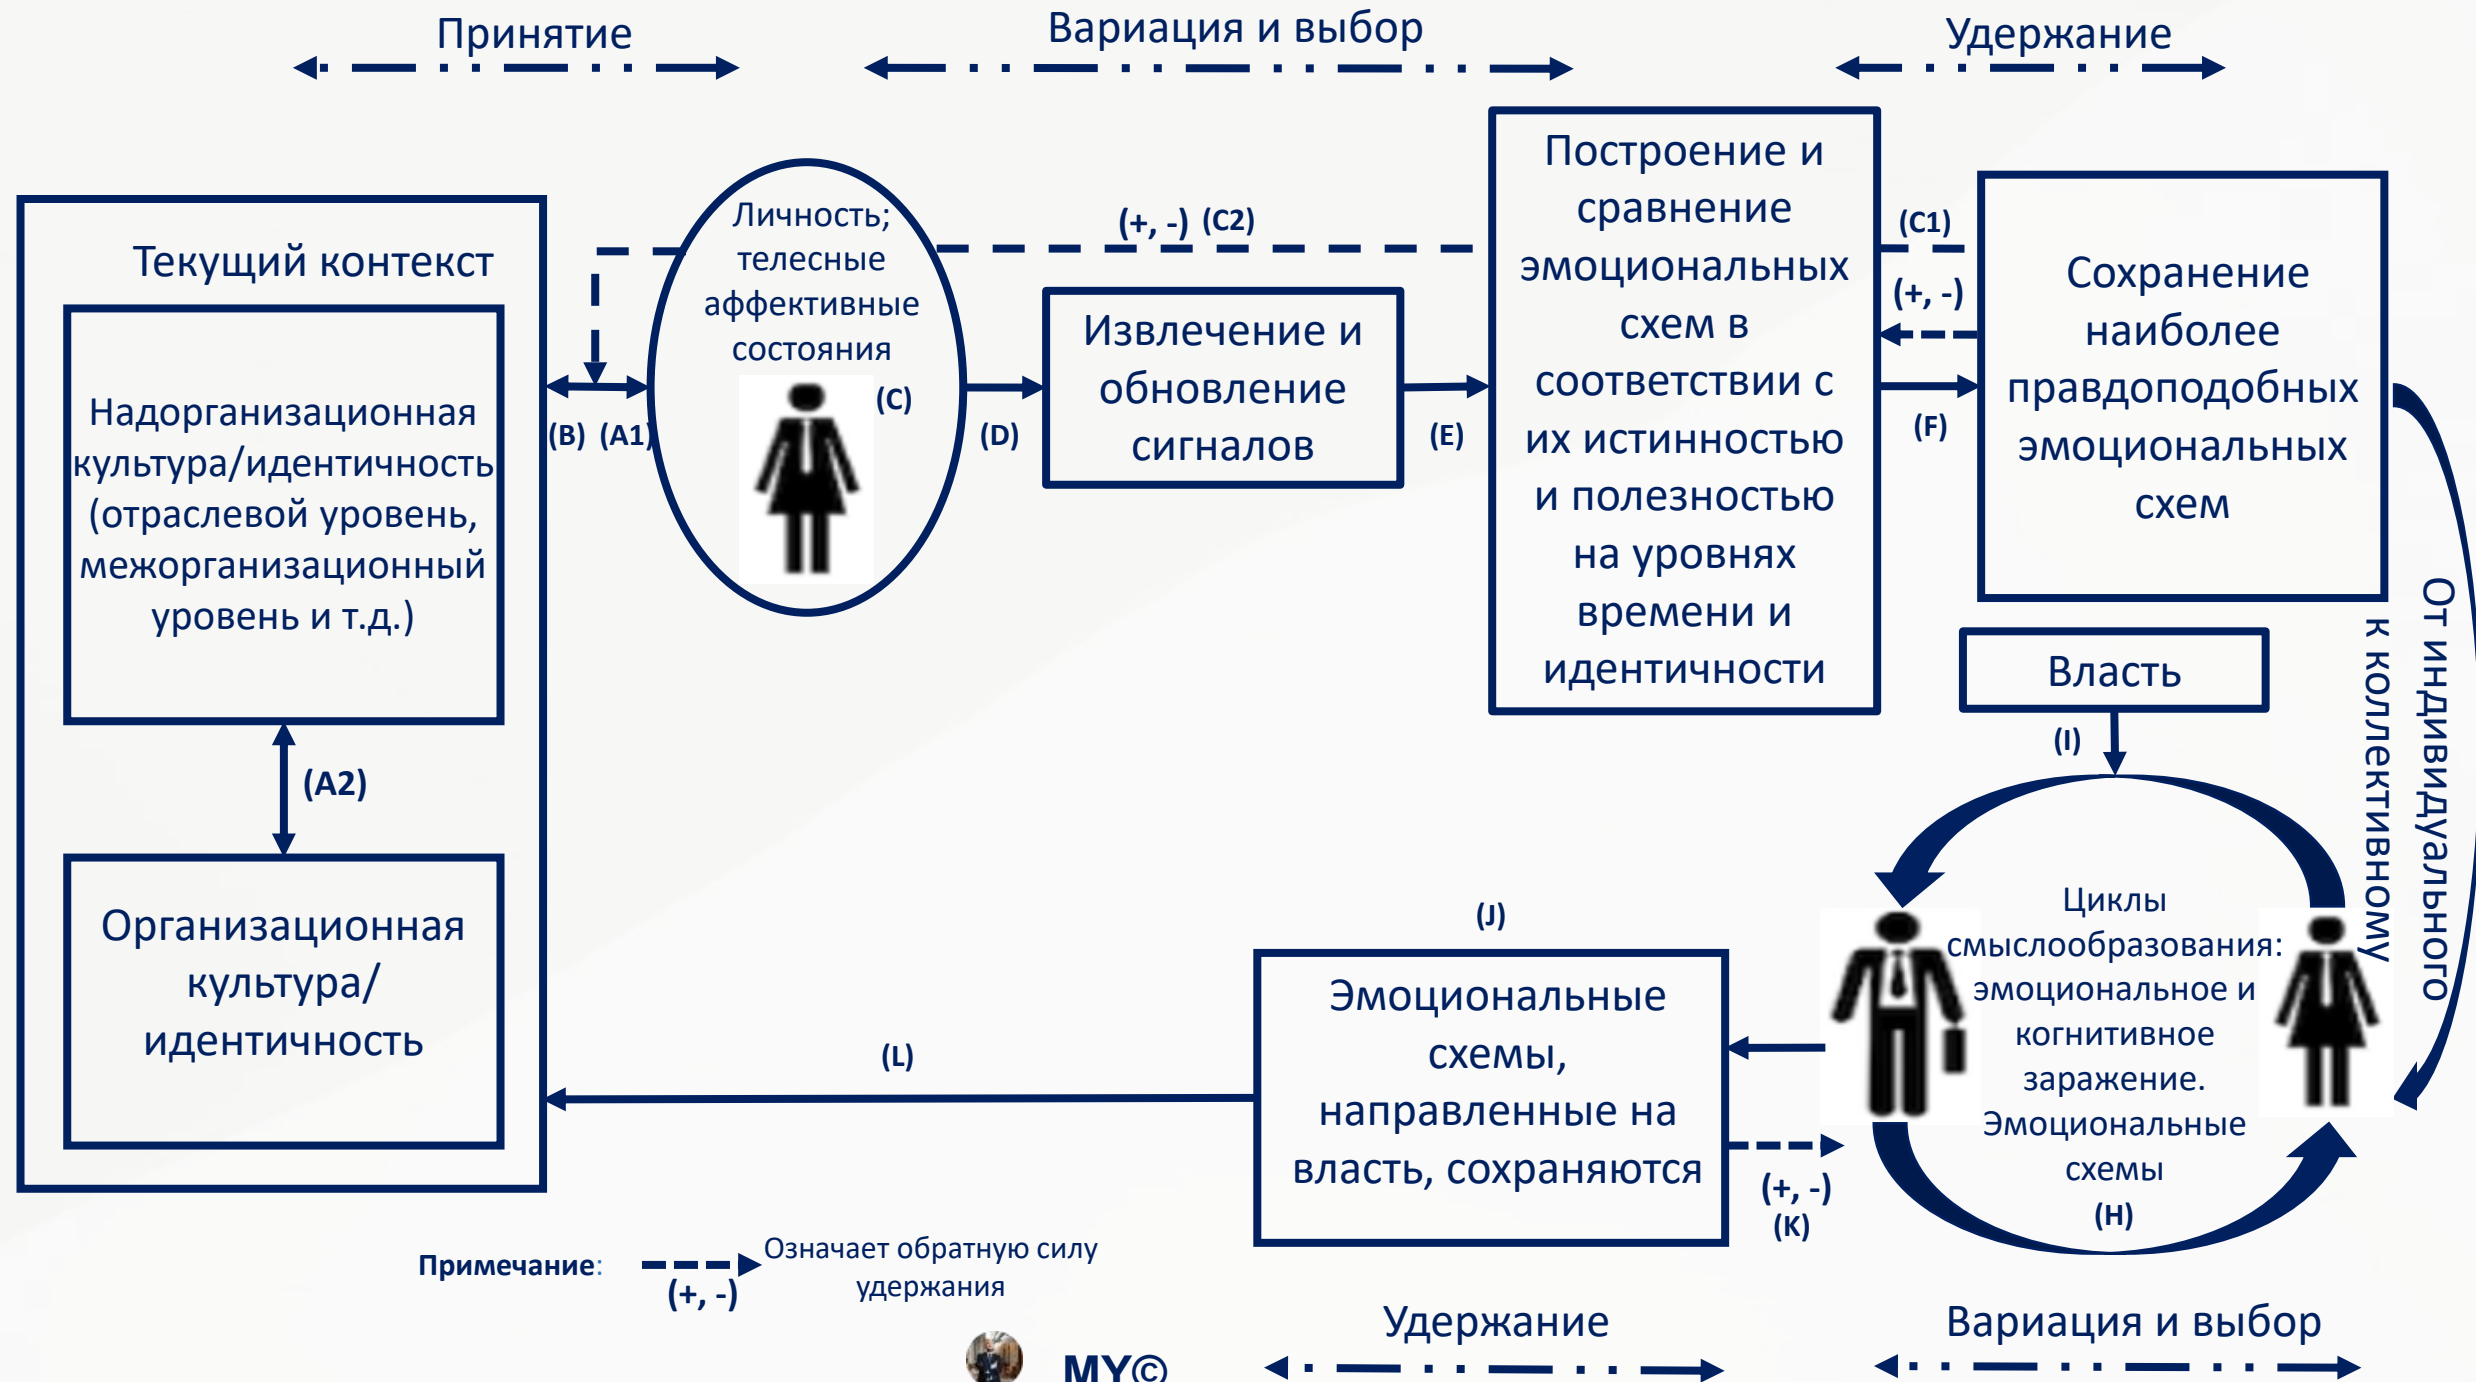 Принятие
Вариация и выбор
Удержание
Текущий контекст
Надорганизационная
культура/идентичность
(отраслевой уровень,
межорганизационный
уровень и т.д.)
(A2)
Организационная
культура/
идентичность
(B) (A1)
Личность;
телесные
аффективные
состояния
(C)
(+, -) (C2)
(D)
Извлечение и
обновление
сигналов
(E)
Построение и
сравнение
эмоциональных
схем в
соответствии с
их истинностью
и полезностью
на уровнях
времени и
идентичности
(C1)
(+, -)
(F)
Сохранение
наиболее
правдоподобных
эмоциональных
схем
От индивидуального
к коллективному
Власть
(I)
Циклы
смыслообразования:
эмоциональное и
когнитивное
заражение.
Эмоциональные
схемы
(H)
(J)
Эмоциональные
схемы,
направленные на
власть, сохраняются
(+, -)
(K)
(L)
Примечание:
(+, -)
Означает обратную силу
удержания
MY©
Удержание
Вариация и выбор